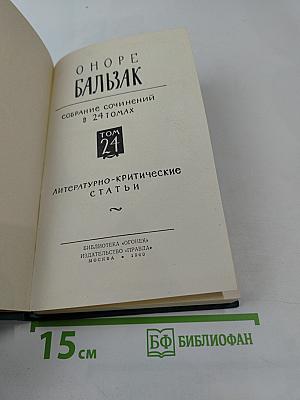 ОНОРЕ
БАЛЬЗАК
СОБРАНИЕ СОЧИНЕНИЙ
В 24 ТОМАХ
ТОМ
24
ЛИТЕРАТУРНО-КРИТИЧЕСКИЕ
СТАТЬИ
БИБЛИОТЕКА «ОГОНЕК»
ИЗДАТЕЛЬСТВО «ПРАВДА»
МОСКВА • 1960
15 см
БФ БИБЛИОФАН